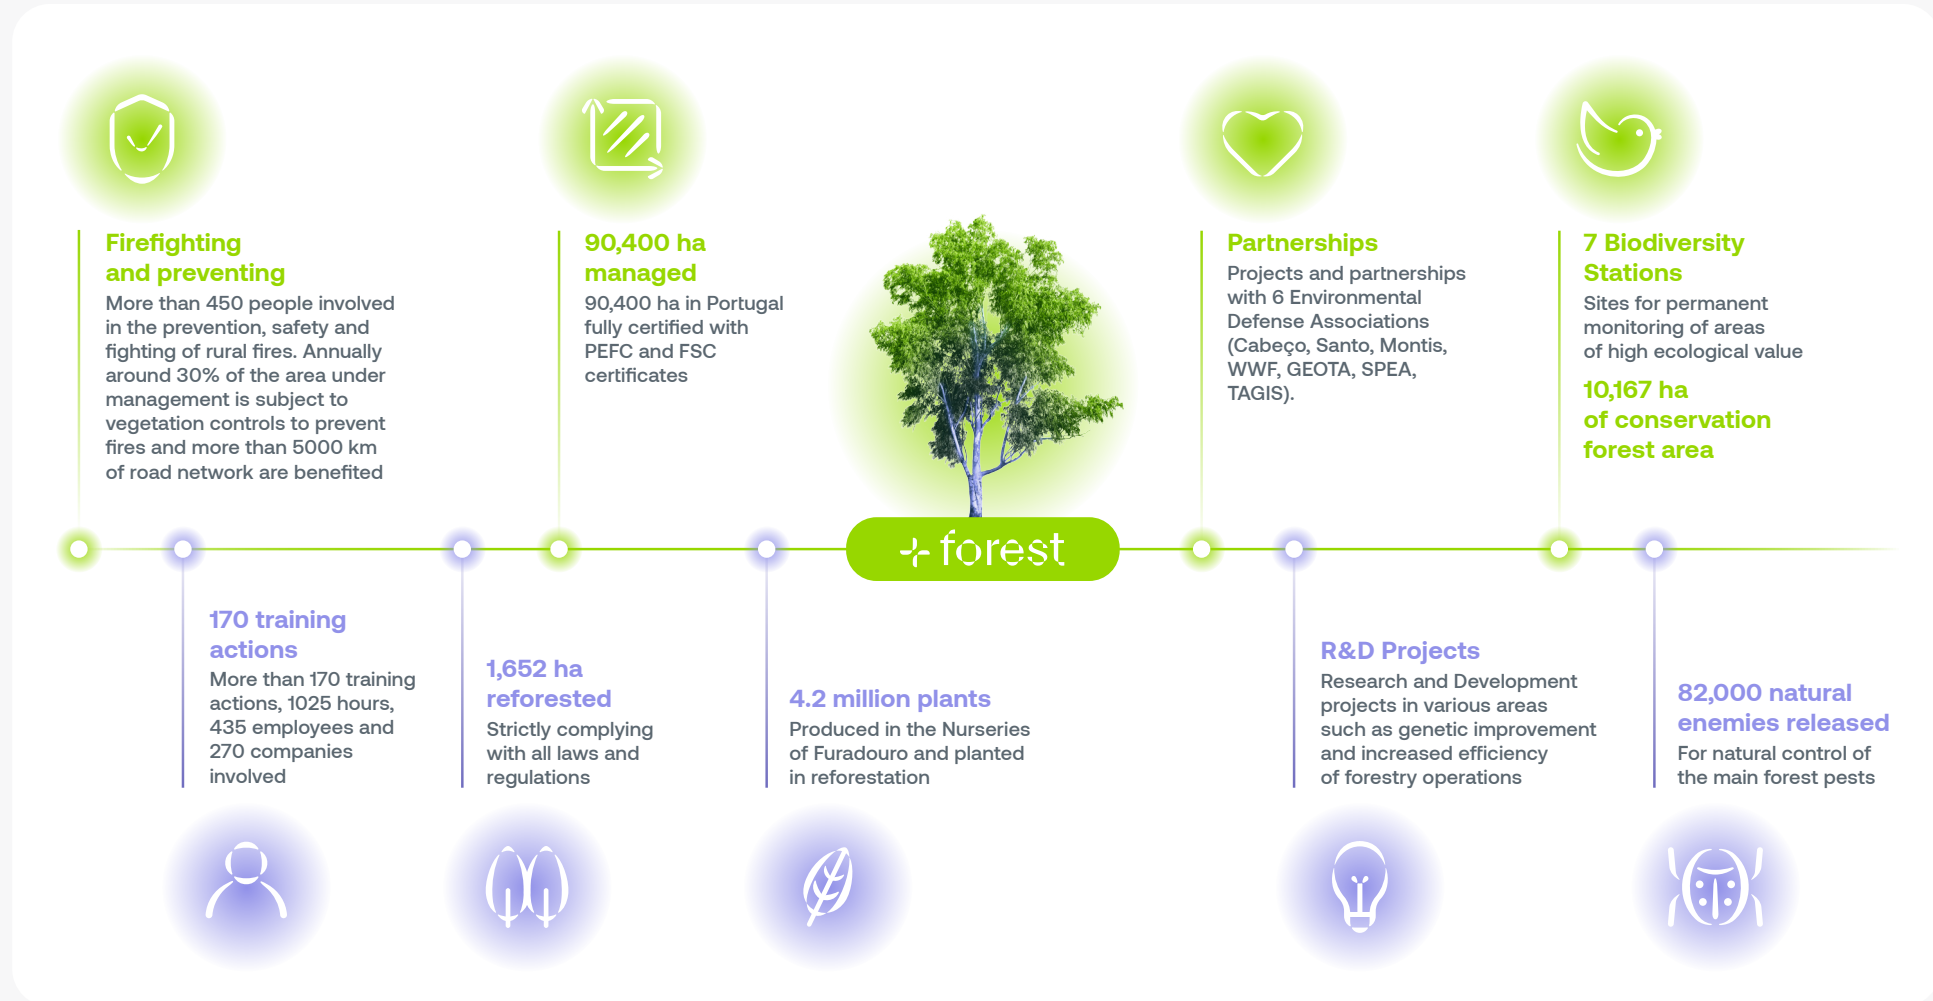 Firefighting
and preventing
More than 450 people involved
in the prevention, safety and
fighting of rural fires. Annually
around 30% of the area under
management is subject to
vegetation controls to prevent
fires and more than 5000 km
of road network are benefited
90,400 ha
managed
90,400 ha in Portugal
fully certified with
PEFC and FSC
certificates
Partnerships
Projects and partnerships
with 6 Environmental
Defense Associations
(Cabeço, Santo, Montis,
WWF, GEOTA, SPEA,
TAGIS).
7 Biodiversity
Stations
Sites for permanent
monitoring of areas
of high ecological value
10,167 ha
of conservation
forest area
+ forest
170 training
actions
More than 170 training
actions, 1025 hours,
435 employees and
270 companies
involved
1,652 ha
reforested
Strictly complying
with all laws and
regulations
4.2 million plants
Produced in the Nurseries
of Furadouro and planted
in reforestation
R&D Projects
Research and Development
projects in various areas
such as genetic improvement
and increased efficiency
of forestry operations
82,000 natural
enemies released
For natural control of
the main forest pests